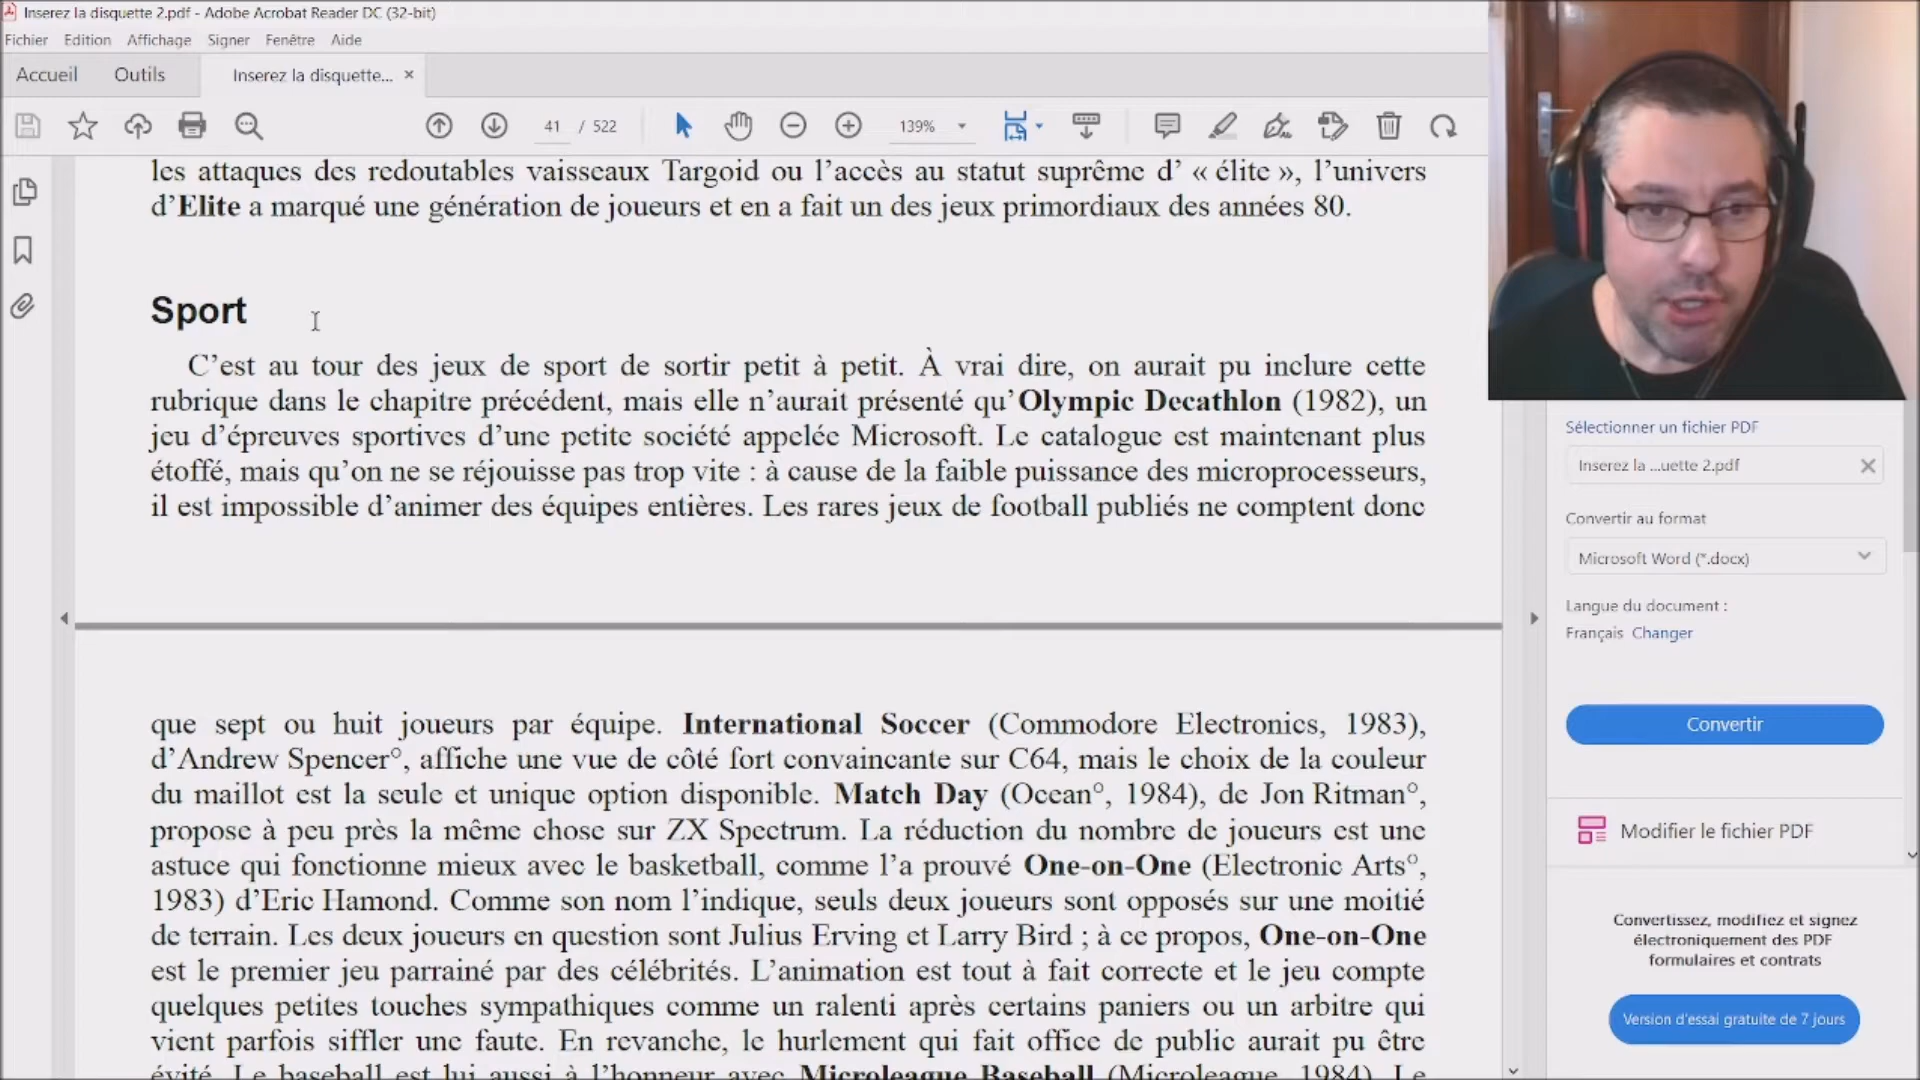 Inserez la disquette 2.pdf - Adobe Acrobat Reader DC (32-bit)
Fichier Edition Affichage Signer Fenêtre Aide
Accueil Outils Inserez la disquette... ×
41 / 522 139%
les attaques des redoutables vaisseaux Targoid ou l’accès au statut suprême d’ « élite », l’univers
d’Elite a marqué une génération de joueurs et en a fait un des jeux primordiaux des années 80.
Sport
C’est au tour des jeux de sport de sortir petit à petit. À vrai dire, on aurait pu inclure cette
rubrique dans le chapitre précédent, mais elle n’aurait présenté qu’Olympic Decathlon (1982), un
jeu d’épreuves sportives d’une petite société appelée Microsoft. Le catalogue est maintenant plus
étoffé, mais qu’on ne se réjouisse pas trop vite : à cause de la faible puissance des microprocesseurs,
il est impossible d’animer des équipes entières. Les rares jeux de football publiés ne comptent donc
que sept ou huit joueurs par équipe. International Soccer (Commodore Electronics, 1983),
d’Andrew Spencer°, affiche une vue de côté fort convaincante sur C64, mais le choix de la couleur
du maillot est la seule et unique option disponible. Match Day (Ocean°, 1984), de Jon Ritman°,
propose à peu près la même chose sur ZX Spectrum. La réduction du nombre de joueurs est une
astuce qui fonctionne mieux avec le basketball, comme l’a prouvé One-on-One (Electronic Arts°,
1983) d’Eric Hamond. Comme son nom l’indique, seuls deux joueurs sont opposés sur une moitié
de terrain. Les deux joueurs en question sont Julius Erving et Larry Bird ; à ce propos, One-on-One
est le premier jeu parrainé par des célébrités. L’animation est tout à fait correcte et le jeu compte
quelques petites touches sympathiques comme un ralenti après certains paniers ou un arbitre qui
vient parfois siffler une faute. En revanche, le hurlement qui fait office de public aurait pu être
évité. Le baseball est lui aussi à l’honneur avec Microleague Baseball (Microleague, 1984). Le
Sélectionner un fichier PDF
Inserez la ...uette 2.pdf
Convertir au format
Microsoft Word (*.docx)
Langue du document :
Français Changer
Convertir
Modifier le fichier PDF
Convertissez, modifiez et signez
électroniquement des PDF
formulaires et contrats
Version d'essai gratuite de 7 jours